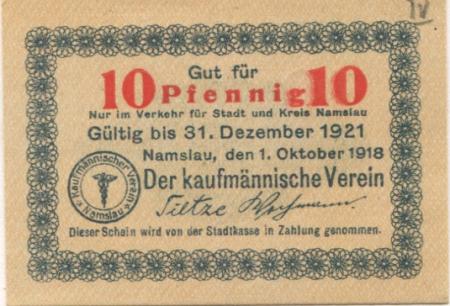 Gut für
10 Pfennig 10
Nur im Verkehr für Stadt und Kreis Namslau
Gültig bis 31. Dezember 1921
Namslau, den 1. Oktober 1918
Der kaufmännische Verein
Kaufmännischer Verein Namslau
Tietze
Dieser Schein wird von der Stadtkasse in Zahlung genommen.